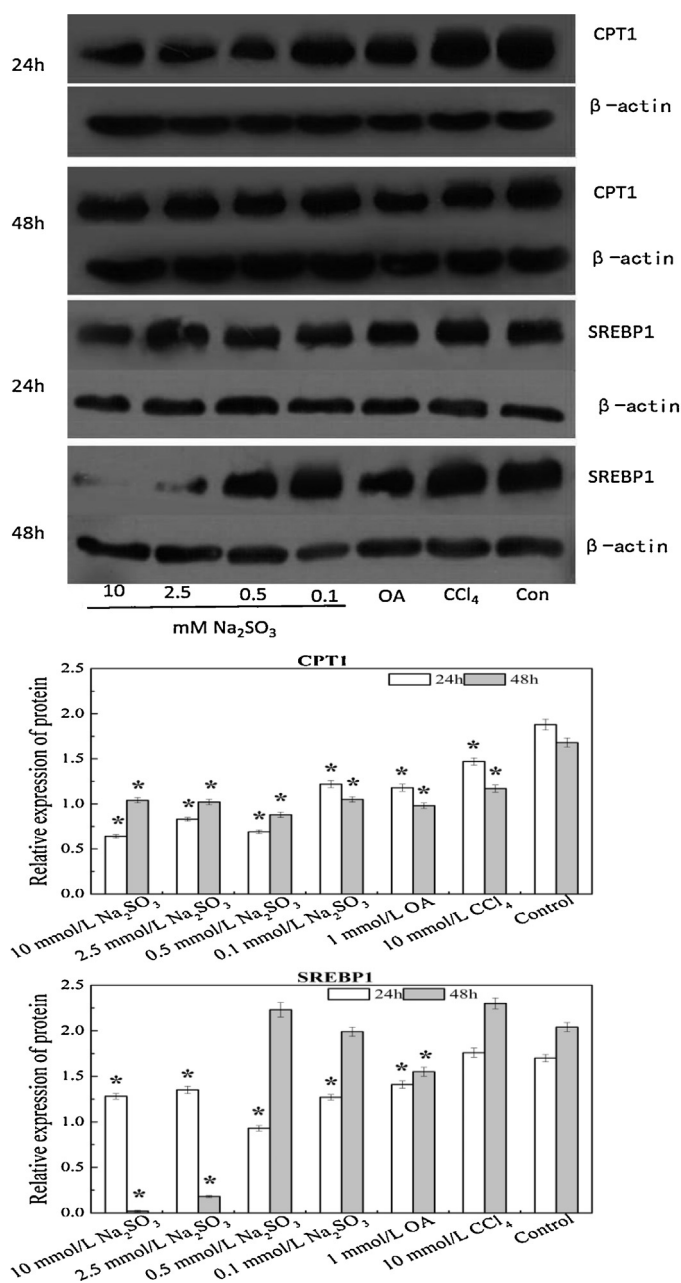 CPT1
24h
β-actin
CPT1
48h
β-actin
SREBP1
24h
β-actin
SREBP1
48h
β-actin
10 2.5 0.5 0.1 OA CCl₄ Con
mM Na₂SO₃
CPT1
24h 48h
Relative expression of protein
2.5
2.0
1.5
1.0
0.5
0.0
* * * * * * * * * * * *
10 mmol/L Na₂SO₃
2.5 mmol/L Na₂SO₃
0.5 mmol/L Na₂SO₃
0.1 mmol/L Na₂SO₃
1 mmol/L OA
10 mmol/L CCl₄
Control
SREBP1
24h 48h
Relative expression of protein
2.5
2.0
1.5
1.0
0.5
0.0
* * * * * * * *
10 mmol/L Na₂SO₃
2.5 mmol/L Na₂SO₃
0.5 mmol/L Na₂SO₃
0.1 mmol/L Na₂SO₃
1 mmol/L OA
10 mmol/L CCl₄
Control